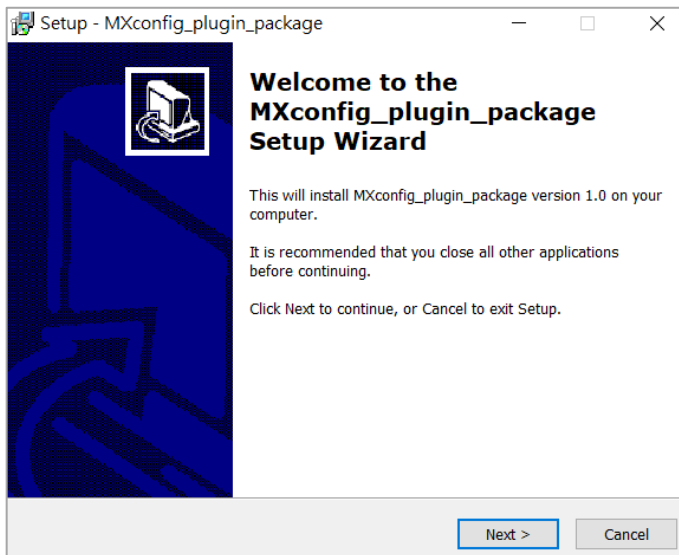 Setup - MXconfig_plugin_package
Welcome to the
MXconfig_plugin_package
Setup Wizard
This will install MXconfig_plugin_package version 1.0 on your
computer.
It is recommended that you close all other applications
before continuing.
Click Next to continue, or Cancel to exit Setup.
Next >
Cancel